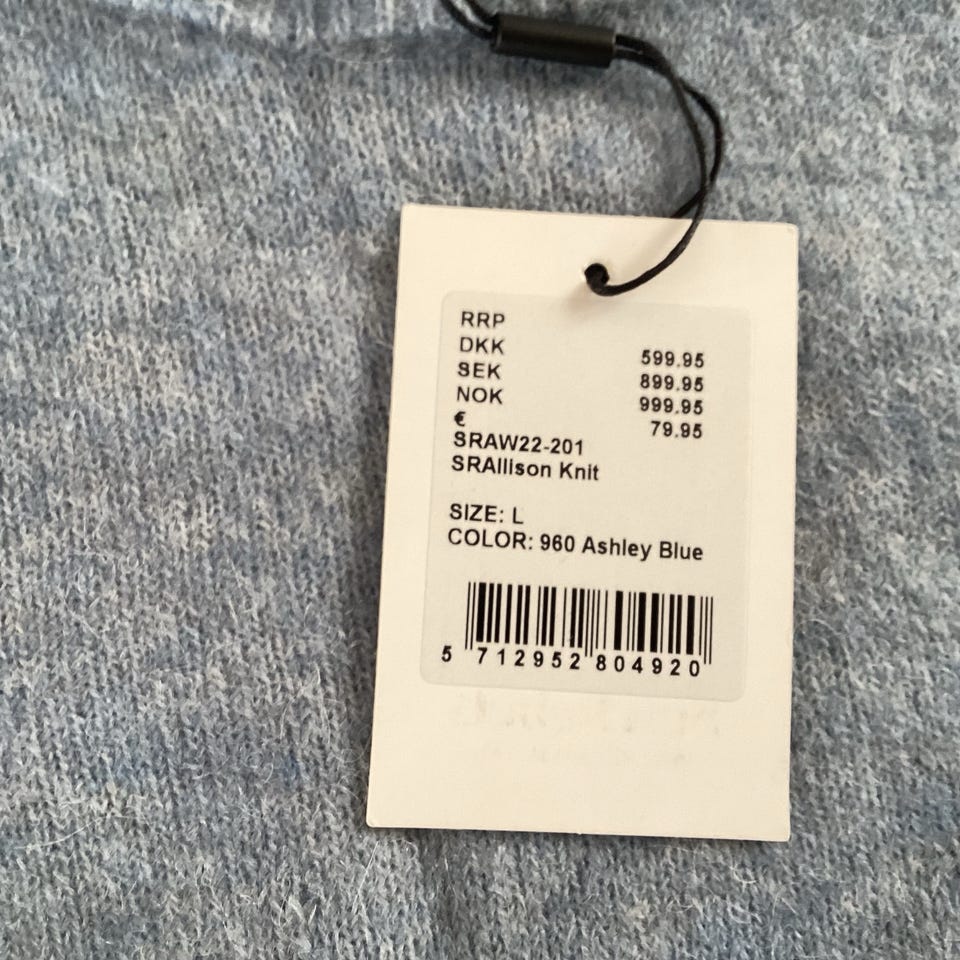 RRP
DKK 599.95
SEK 899.95
NOK 999.95
€ 79.95
SRAW22-201
SRAllison Knit
SIZE: L
COLOR: 960 Ashley Blue
5 712952 804920